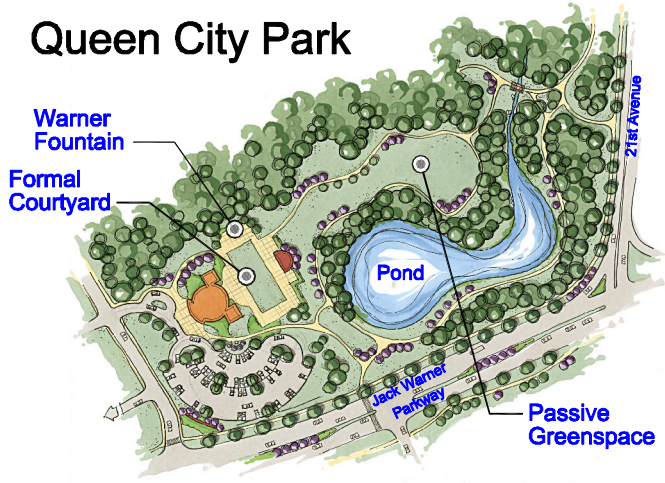 Queen City Park
Warner
Fountain
Formal
Courtyard
21st Avenue
Pond
Jack Warner
Parkway
Passive
Greenspace